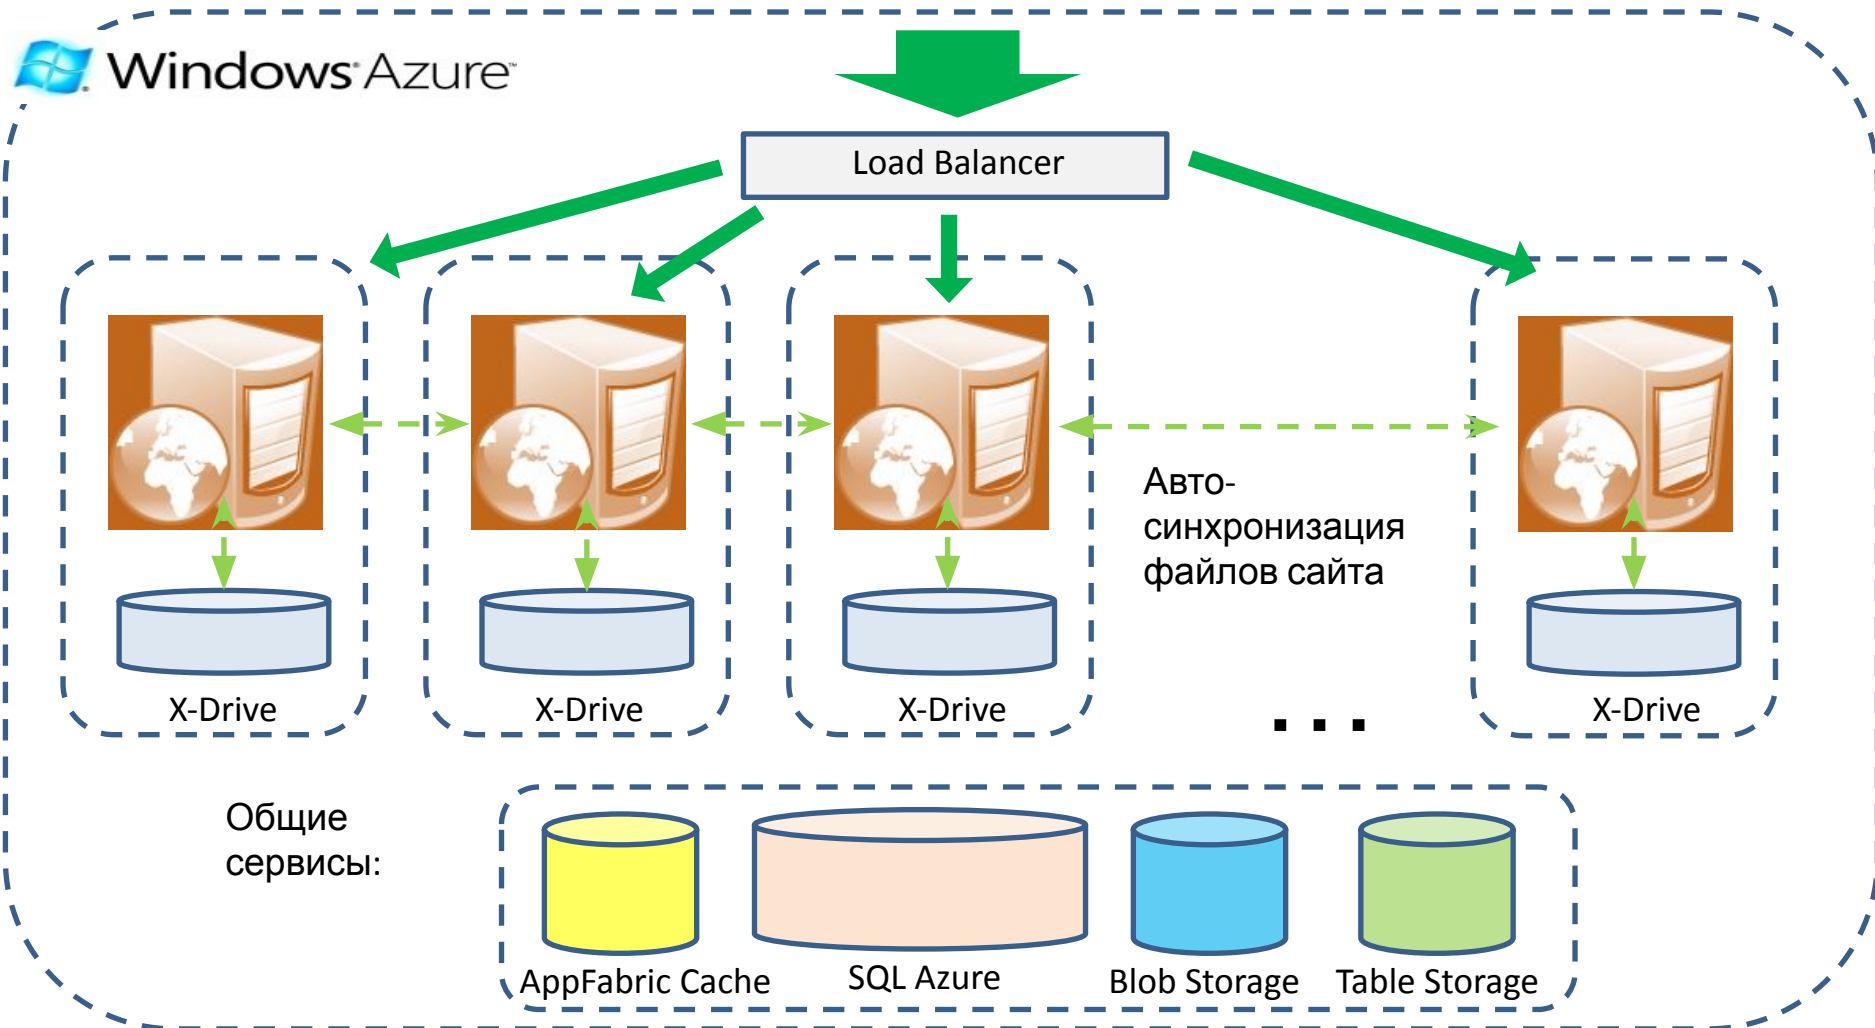 Windows Azure™
Load Balancer
Авто-
синхронизация
файлов сайта
X-Drive
X-Drive
X-Drive
. . .
X-Drive
Общие
сервисы:
AppFabric Cache
SQL Azure
Blob Storage
Table Storage